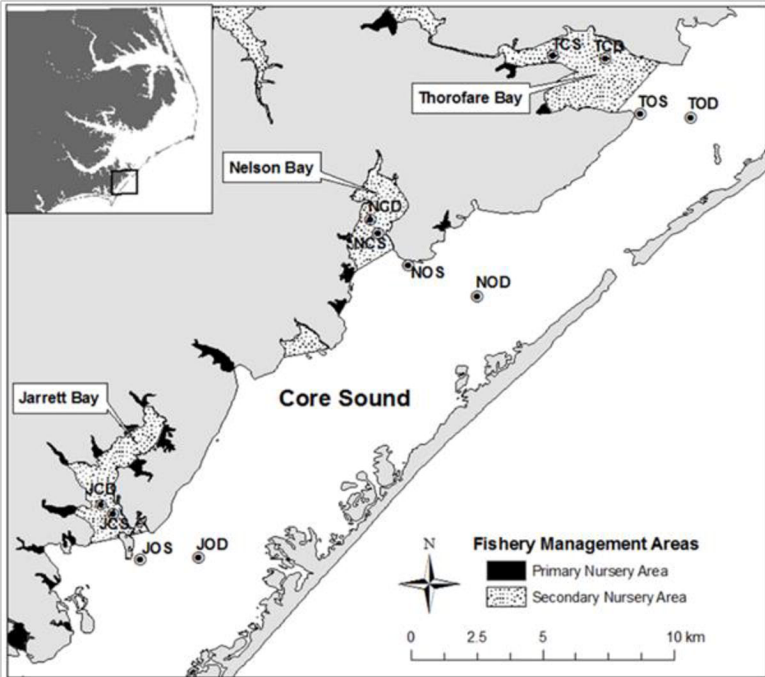 TCS
TCD
Thorofare Bay
TOS
TOD
Nelson Bay
NCD
NCS
NOS
NOD
Core Sound
Jarrett Bay
JCD
JCS
JOS
JOD
N
Fishery Management Areas
Primary Nursery Area
Secondary Nursery Area
0 2.5 5 10 km